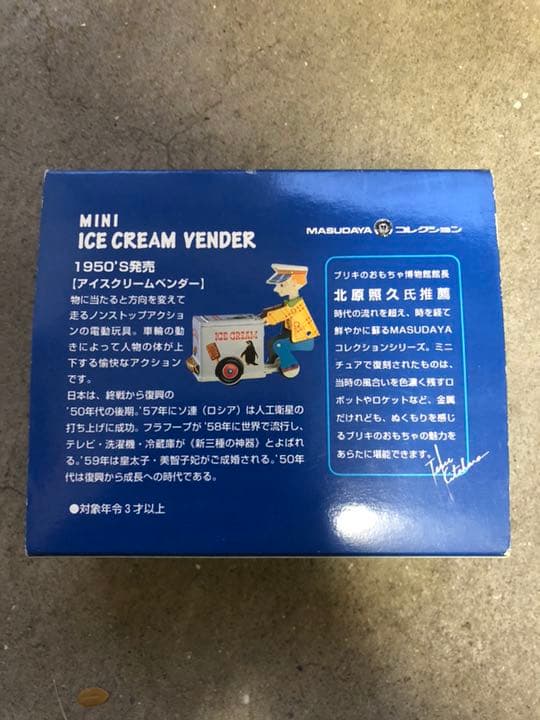 MINI
ICE CREAM VENDER
1950'S発売
【アイスクリームベンダー】
物に当たると方向を変えて
走るノンストップアクショ
ンの電動玩具。車輪の動
きによって人物の体が上
下する愉快なアクション
です。
日本は、終戦から復興の
'50年代の後期。'57年にソ連（ロシア）は人工衛星の
打ち上げに成功。フラフープが'58年に世界で流行し、
テレビ・洗濯機・冷蔵庫が《新三種の神器》とよばれ
る。'59年は皇太子・美智子妃がご成婚される。'50年
代は復興から成長への時代である。
●対象年令3才以上
ICE CREAM
MASUDAYA コレクション
ブリキのおもちゃ博物館館長
北原照久氏推薦
時代の流れを超え、時を経て
鮮やかに蘇るMASUDAYA
コレクションシリーズ。ミニ
チュアで復刻されたものは、
当時の風合いを色濃く残すロ
ボットやロケットなど、金属
だけれども、ぬくもりを感じ
るブリキのおもちゃの魅力を
あらたに堪能できます。